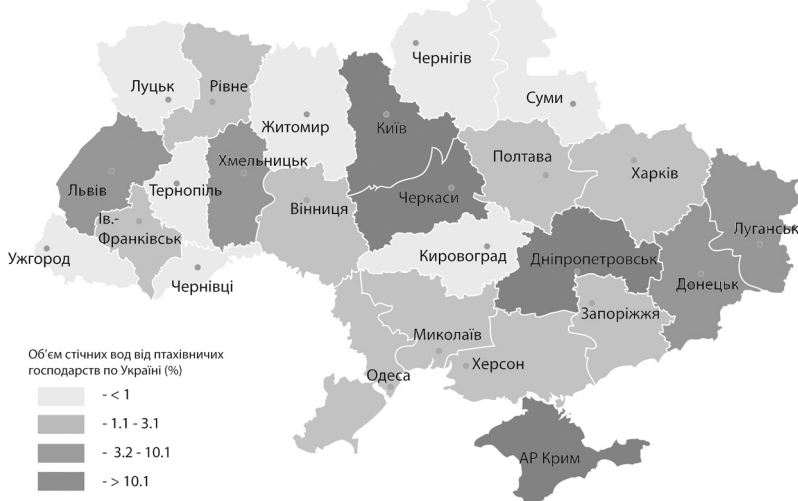 Чернігів
Луцьк
Рівне
Суми
Житомир
Київ
Хмельницьк
Полтава
Харків
Львів
Тернопіль
Черкаси
Вінниця
Ів.-
Франківськ
Луганськ
Ужгород
Кировоград
Дніпропетровськ
Чернівці
Донецьк
Запоріжжя
Миколаїв
Херсон
Одеса
АР Крим
Об’єм стічних вод від птахівничих
господарств по Україні (%)
- < 1
- 1.1 - 3.1
- 3.2 - 10.1
- > 10.1